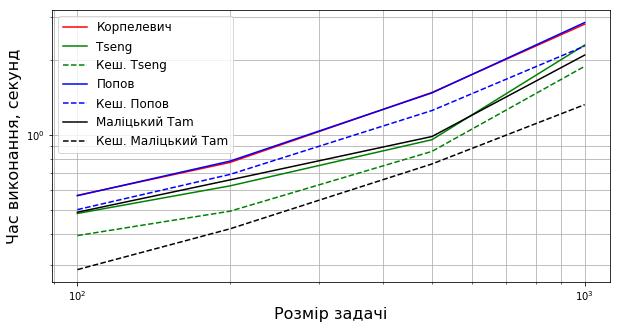 Корпелевич
Tseng
Кеш. Tseng
Попов
Кеш. Попов
Маліцький Tam
Кеш. Маліцький Tam
Час виконання, секунд
10⁰
10² 10³
Розмір задачі